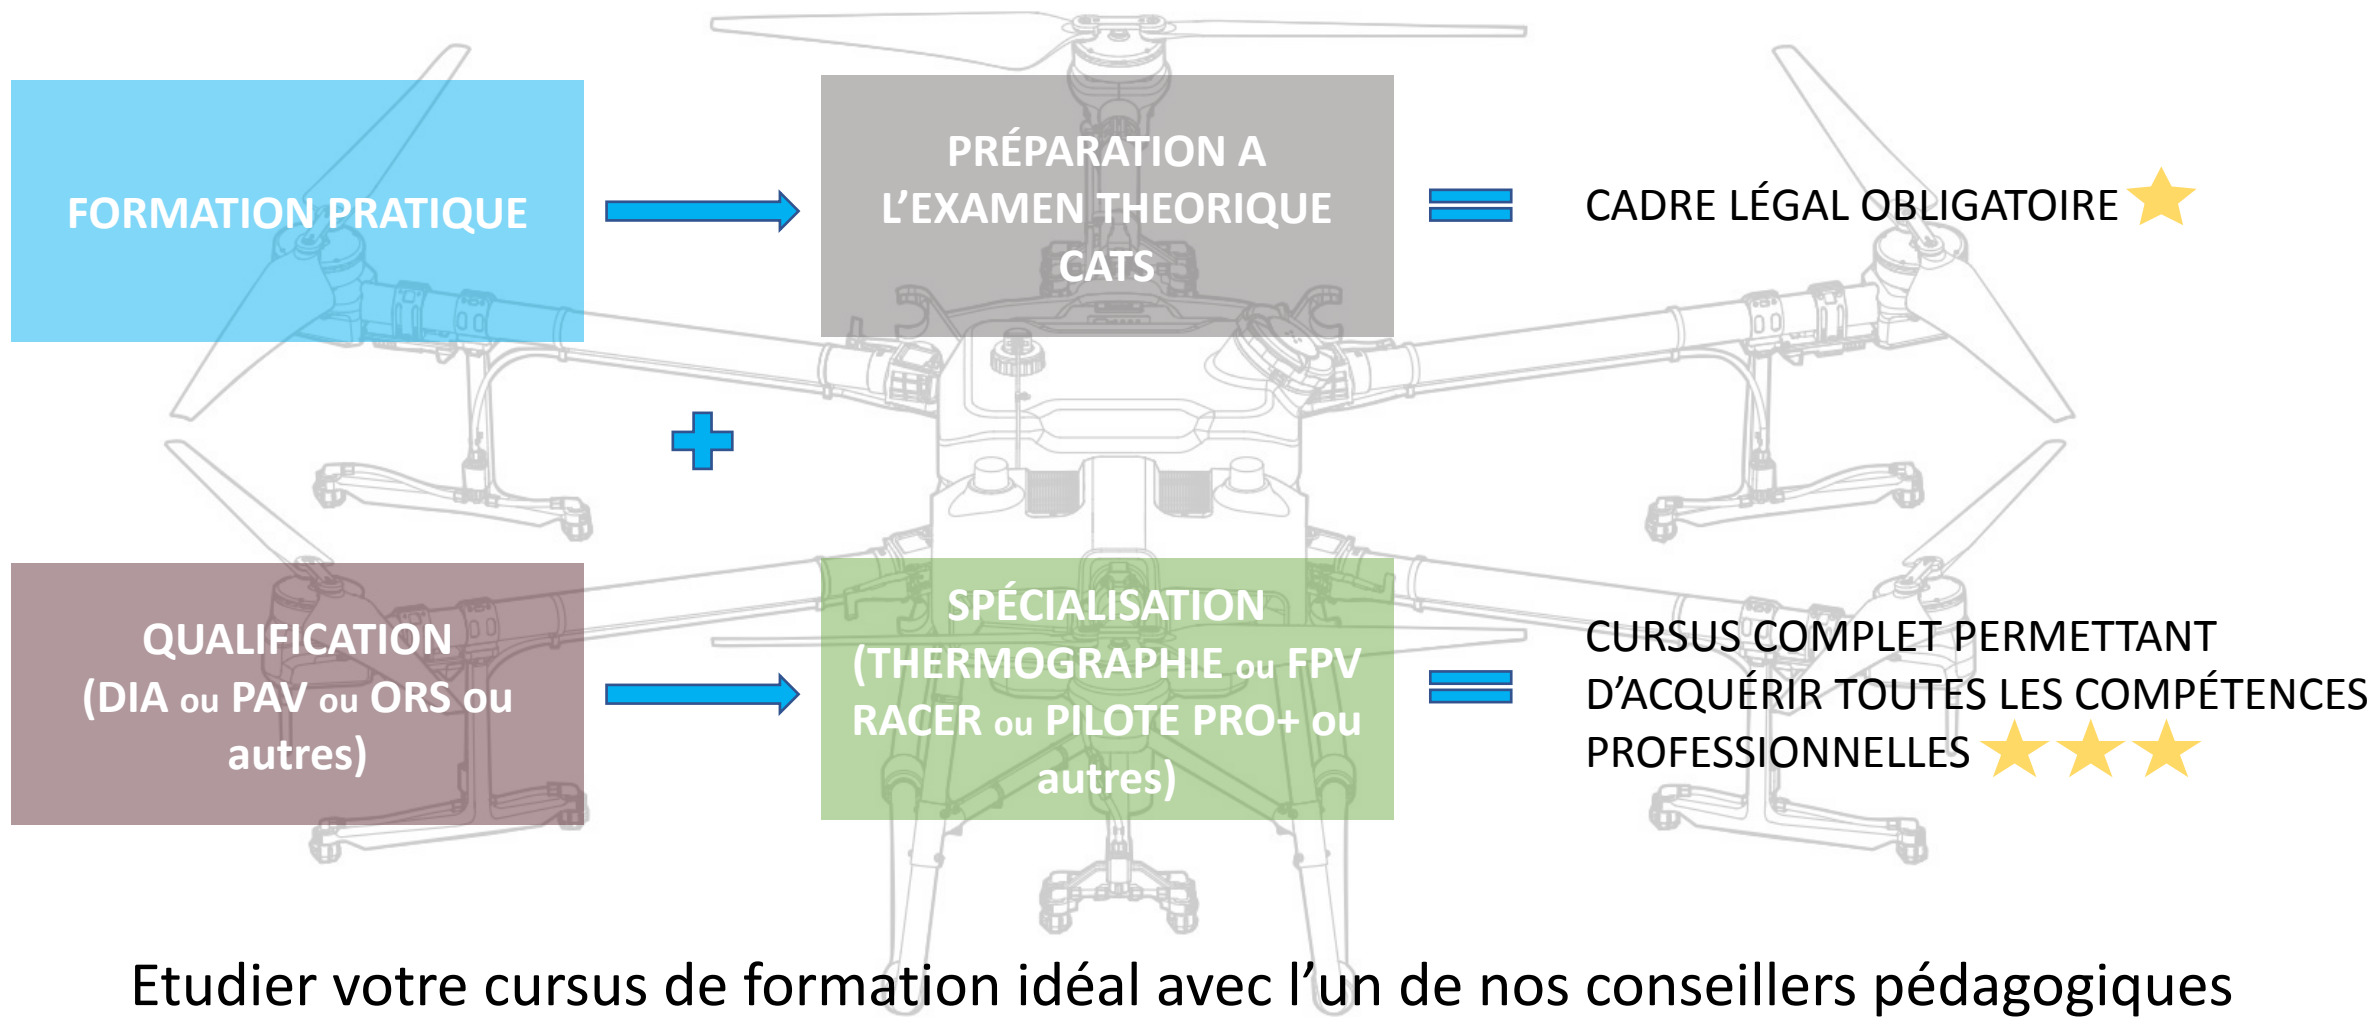 FORMATION PRATIQUE
PRÉPARATION A
L’EXAMEN THEORIQUE
CATS
CADRE LÉGAL OBLIGATOIRE
QUALIFICATION
(DIA ou PAV ou ORS ou
autres)
SPÉCIALISATION
(THERMOGRAPHIE ou FPV
RACER ou PILOTE PRO+ ou
autres)
CURSUS COMPLET PERMETTANT
D’ACQUÉRIR TOUTES LES COMPÉTENCES
PROFESSIONNELLES
Etudier votre cursus de formation idéal avec l’un de nos conseillers pédagogiques